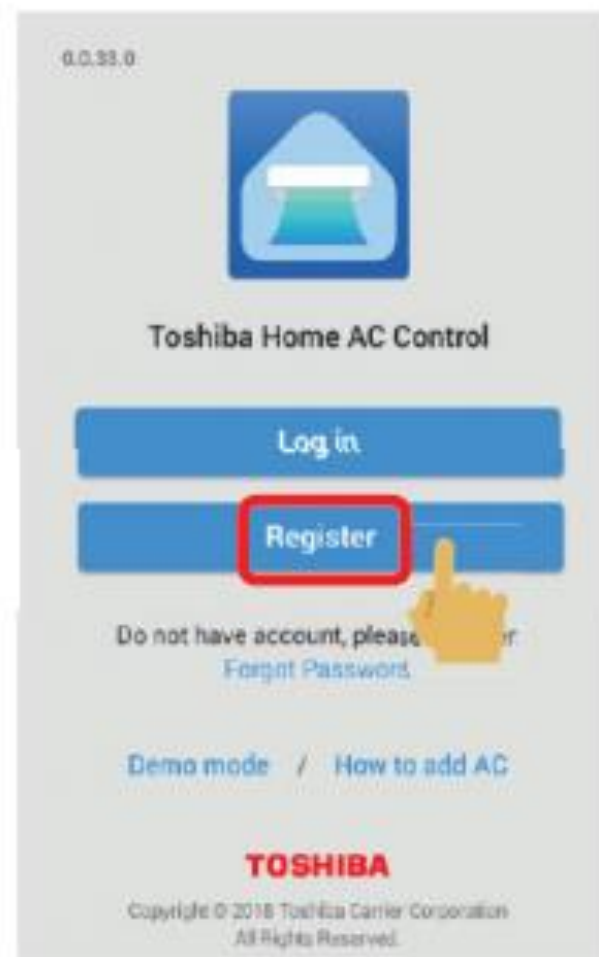 0.0.33.0
Toshiba Home AC Control
Log in
Register
Do not have account, please r
Forgot Password
Demo mode / How to add AC
TOSHIBA
Copyright © 2018 Toshiba Carrier Corporation
All Rights Reserved.